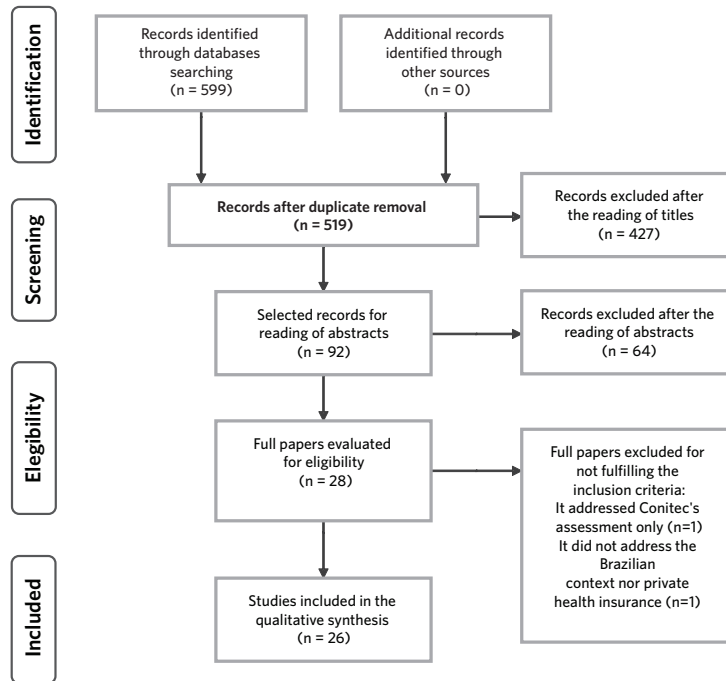 Identification
Records identified
through databases
searching
(n = 599)
Additional records
identified through
other sources
(n = 0)
Screening
Records after duplicate removal
(n = 519)
Records excluded after
the reading of titles
(n = 427)
Selected records for
reading of abstracts
(n = 92)
Records excluded after the
reading of abstracts
(n = 64)
Elegibility
Full papers evaluated
for eligibility
(n = 28)
Full papers excluded for
not fulfilling the
inclusion criteria:
It addressed Conitec's
assessment only (n=1)
It did not address the
Brazilian
context nor private
health insurance (n=1)
Included
Studies included in the
qualitative synthesis
(n = 26)